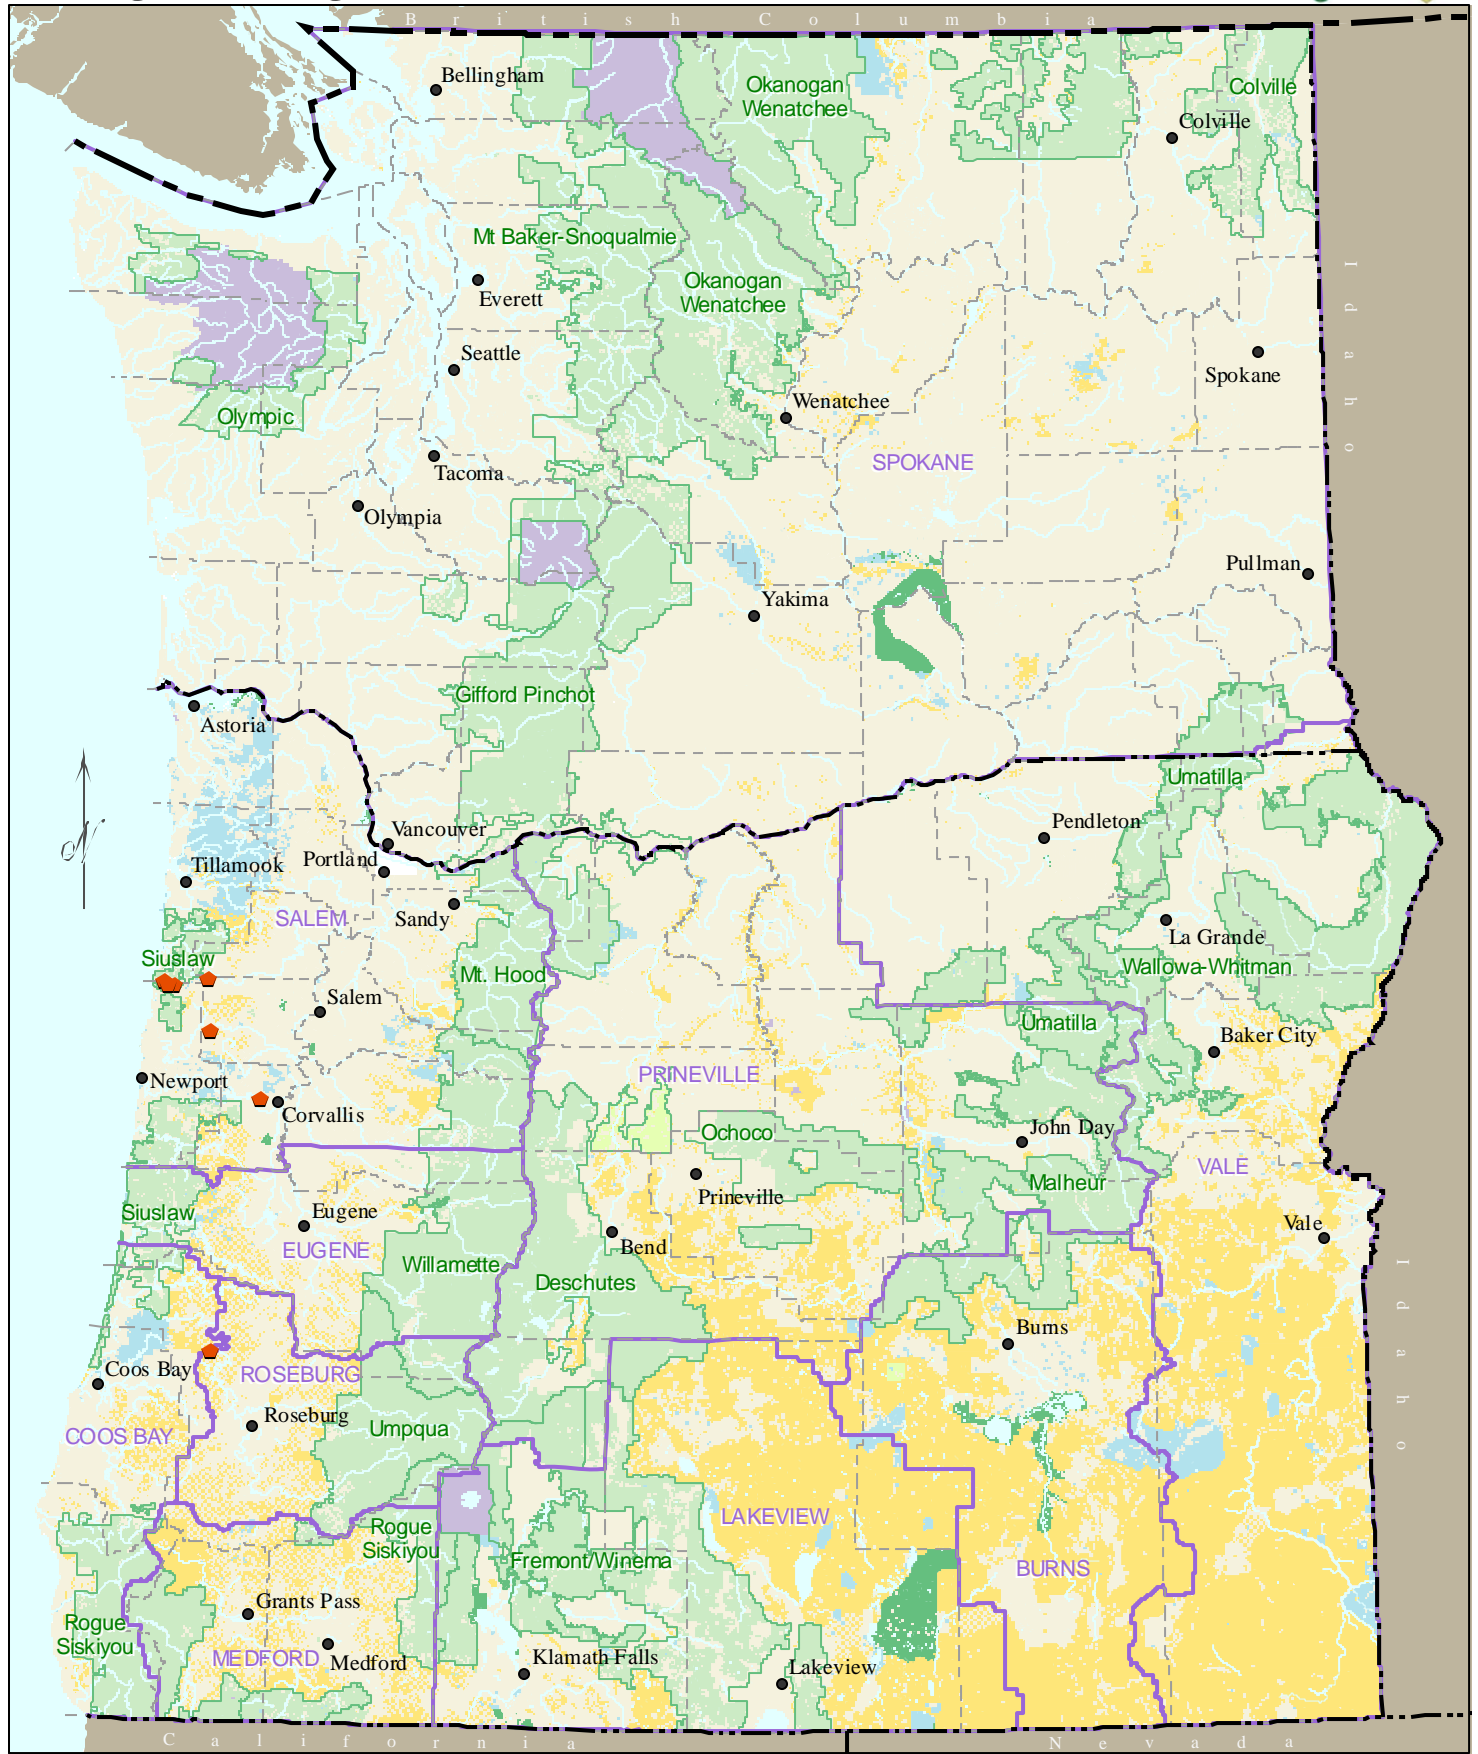 British Columbia
Bellingham
Okanogan
Wenatchee
Colville
Colville
Mt Baker-Snoqualmie
Okanogan
Wenatchee
Everett
Idaho
Seattle
Spokane
Wenatchee
Olympic
SPOKANE
Tacoma
Olympia
Pullman
Yakima
Gifford Pinchot
Astoria
Umatilla
Vancouver
Pendleton
Portland
Tillamook
N
SALEM
Sandy
La Grande
Siuslaw
Mt. Hood
Wallowa-Whitman
Salem
Umatilla
Baker City
Newport
PRINEVILLE
Corvallis
Ochoco
John Day
VALE
Malheur
Prineville
Siuslaw
Eugene
Vale
EUGENE
Bend
Willamette
Deschutes
Idaho
Burns
Coos Bay
ROSEBURG
Roseburg
Umpqua
COOS BAY
LAKEVIEW
Rogue
Siskiyou
Fremont/Winema
BURNS
Grants Pass
Rogue
Siskiyou
MEDFORD
Medford
Klamath Falls
Lakeview
California
Nevada